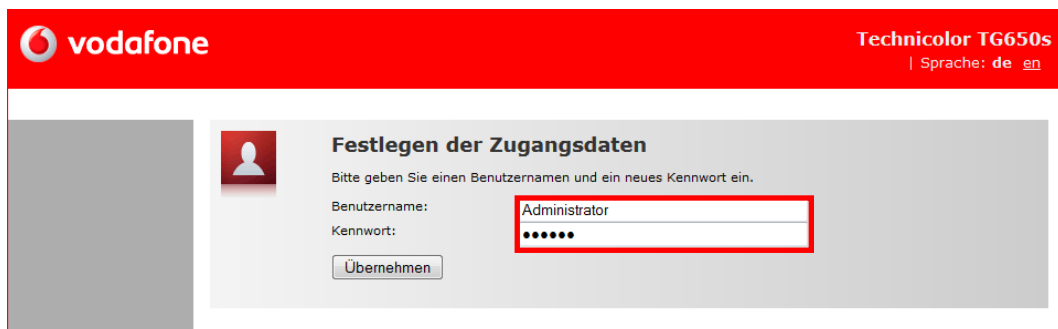 vodafone
Technicolor TG650s
| Sprache: de en
Festlegen der Zugangsdaten
Bitte geben Sie einen Benutzernamen und ein neues Kennwort ein.
Benutzername: Administrator
Kennwort: ••••••
Übernehmen